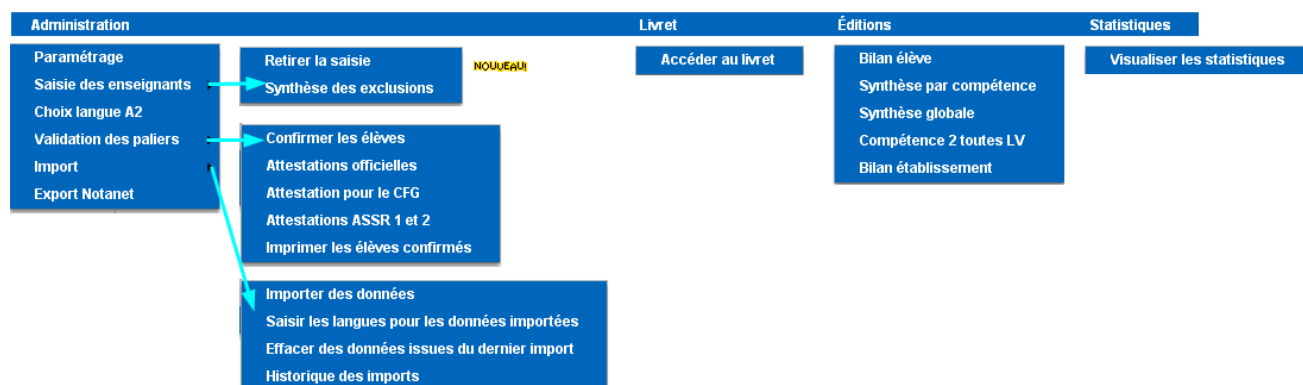 Administration
Livret
Éditions
Statistiques
Paramétrage
Saisie des enseignants
Choix langue A2
Validation des paliers
Import
Export Notanet
Retirer la saisie
Synthèse des exclusions
NOUVEAU!
Confirmer les élèves
Attestations officielles
Attestation pour le CFG
Attestations ASSR 1 et 2
Imprimer les élèves confirmés
Importer des données
Saisir les langues pour les données importées
Effacer des données issues du dernier import
Historique des imports
Accéder au livret
Bilan élève
Synthèse par compétence
Synthèse globale
Compétence 2 toutes LV
Bilan établissement
Visualiser les statistiques